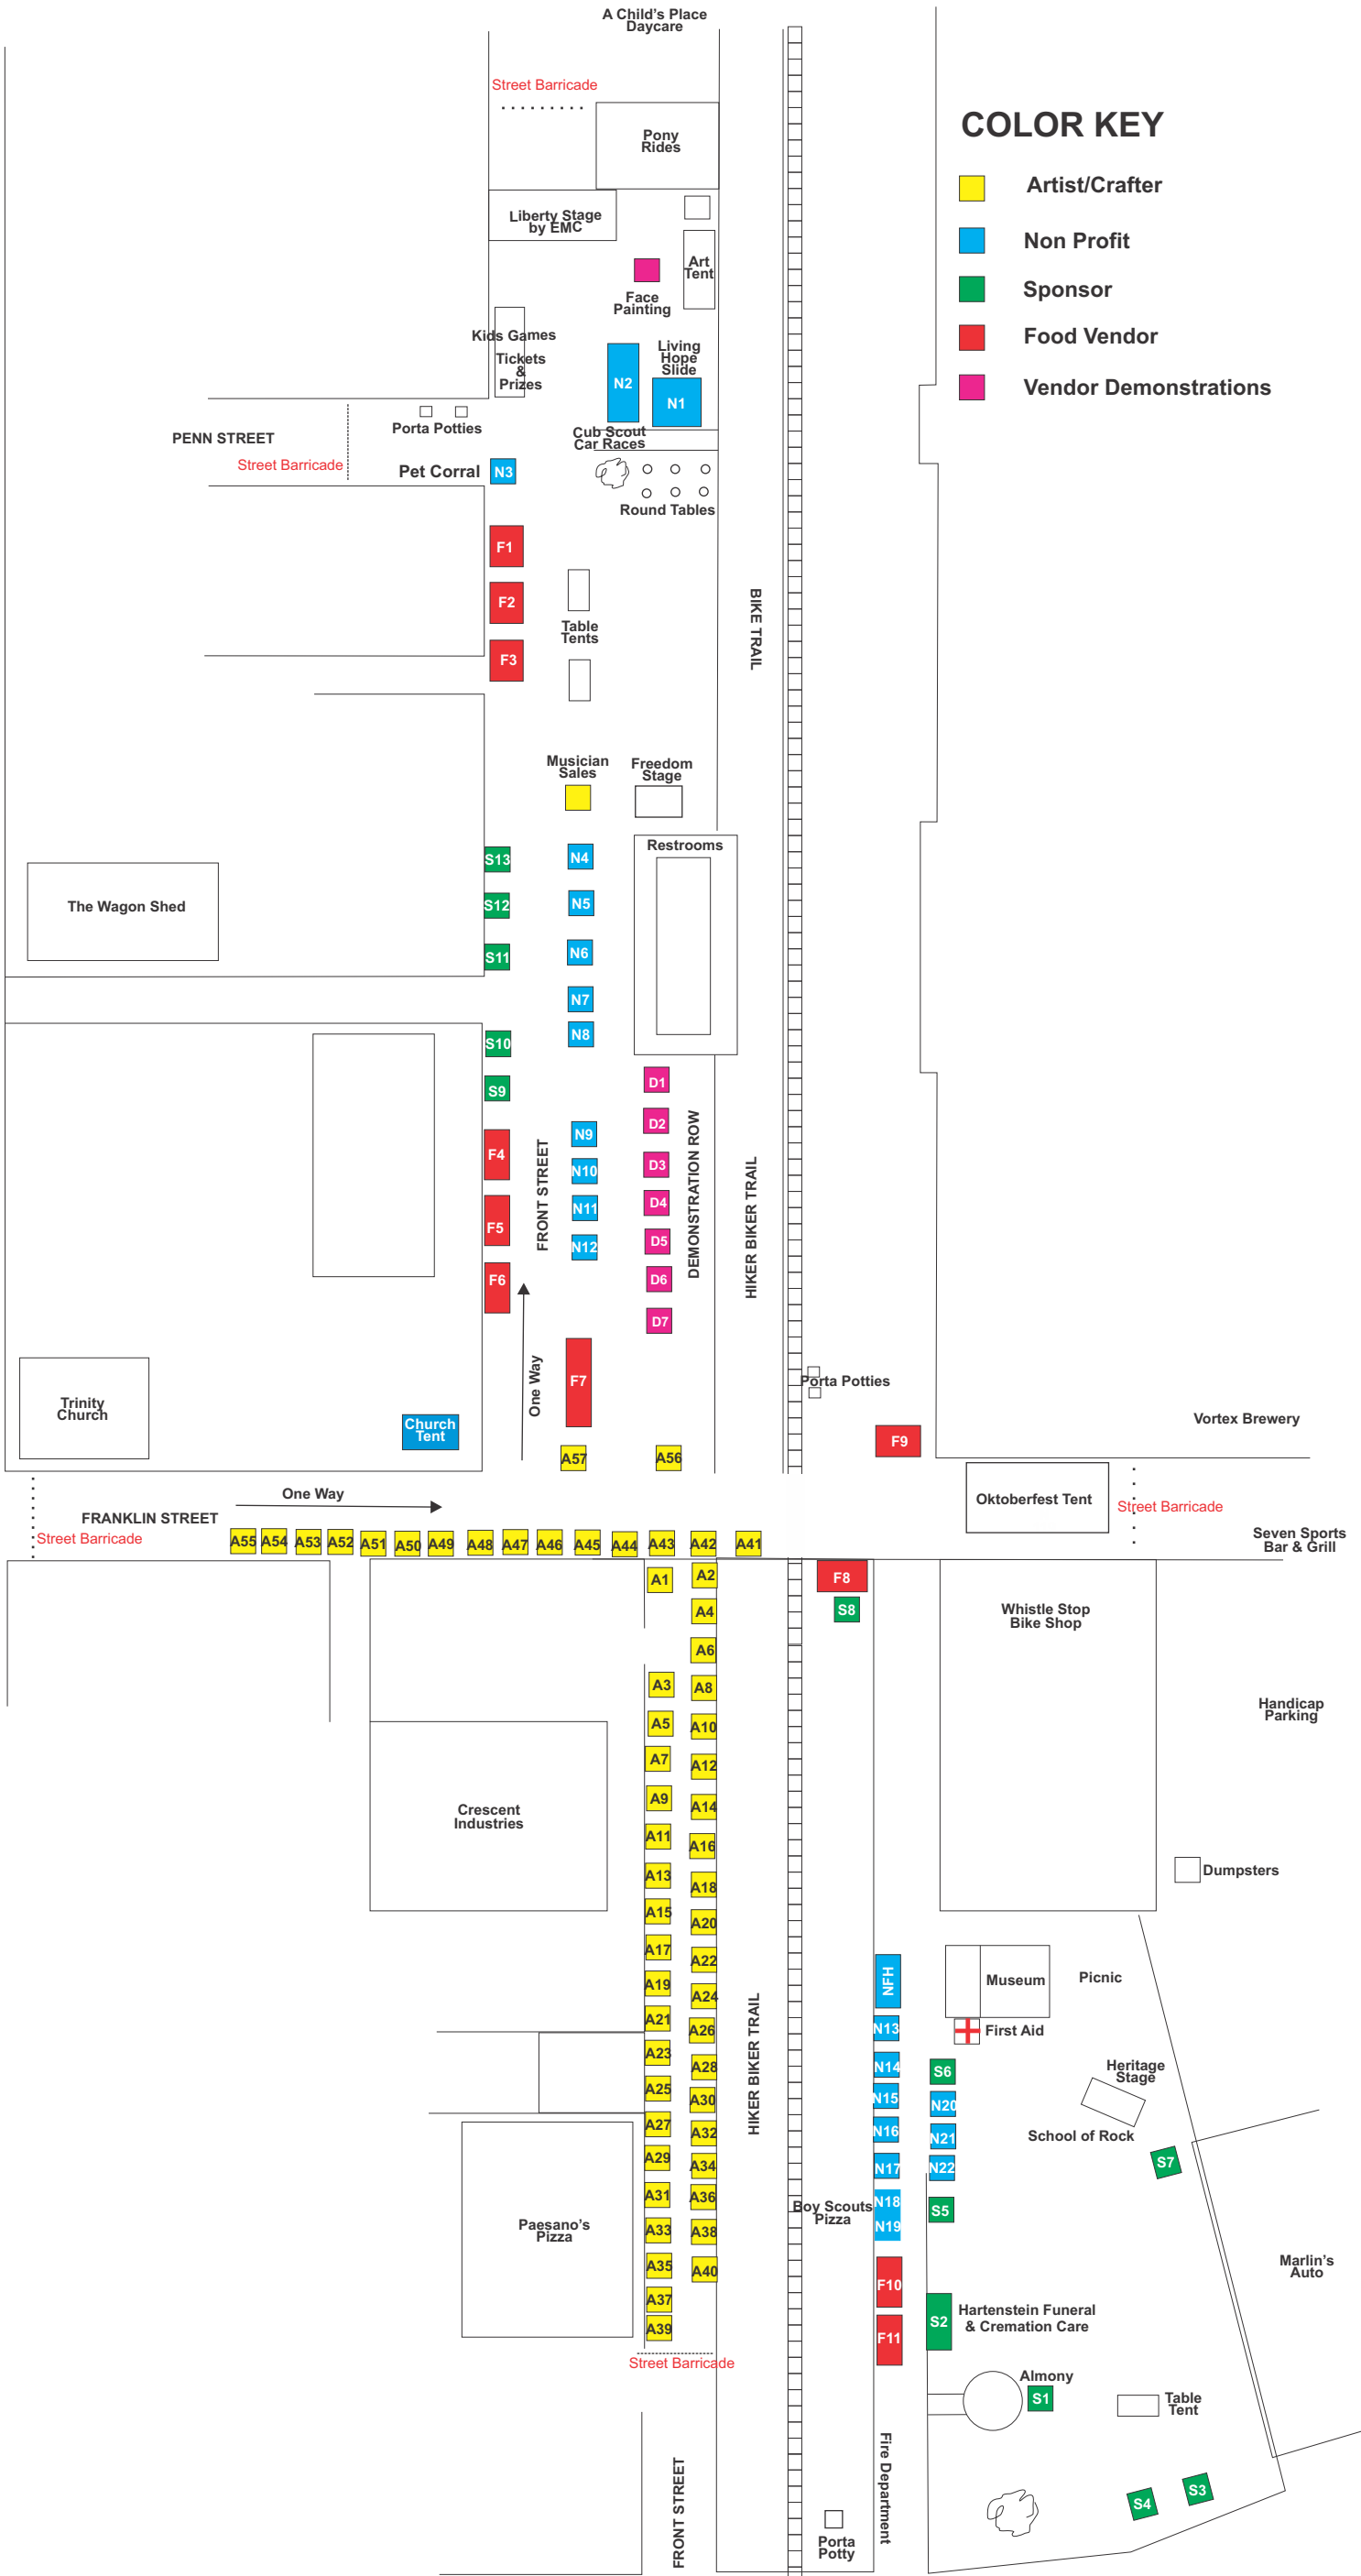 A Child's Place
Daycare
Street Barricade
COLOR KEY
Artist/Crafter
Non Profit
Sponsor
Food Vendor
Vendor Demonstrations
Pony
Rides
Liberty Stage
by EMC
Art
Tent
Face
Painting
Kids Games
Tickets
&
Prizes
Living
Hope
Slide
N2
N1
Porta Potties
PENN STREET
Street Barricade
Cub Scout
Car Races
Pet Corral
N3
Round Tables
F1
F2
F3
Table
Tents
BIKE TRAIL
Musician
Sales
Freedom
Stage
Restrooms
The Wagon Shed
S13
S12
S11
S10
S9
N4
N5
N6
N7
N8
D1
D2
D3
D4
D5
D6
D7
N9
N10
N11
N12
F4
F5
F6
FRONT STREET
DEMONSTRATION ROW
HIKER BIKER TRAIL
One Way
F7
Porta Potties
Trinity
Church
Church
Tent
F9
Vortex Brewery
A57
A56
Oktoberfest Tent
Street Barricade
One Way
FRANKLIN STREET
Street Barricade
Seven Sports
Bar & Grill
A55
A54
A53
A52
A51
A50
A49
A48
A47
A46
A45
A44
A43
A42
A41
A1
A2
F8
S8
A4
A6
Whistle Stop
Bike Shop
A3
A8
Handicap
Parking
A5
A10
A7
A12
A9
A14
Crescent
Industries
A11
A16
A13
A18
Dumpsters
A15
A20
A17
A22
A19
A24
A21
A26
A23
A28
A25
A30
A27
A32
A29
A34
A31
A36
A33
A38
A35
A40
A37
A39
HIKER BIKER TRAIL
NFH
Museum
Picnic
N13
First Aid
N14
S6
Heritage
Stage
N15
N20
N16
N21
School of Rock
N17
N22
S7
Boy Scouts
Pizza
N18
N19
S5
Paesano's
Pizza
Marlin's
Auto
F10
F11
S2
Hartenstein Funeral
& Cremation Care
Street Barricade
Almony
S1
Table
Tent
FRONT STREET
Fire Department
S4
S3
Porta
Potty